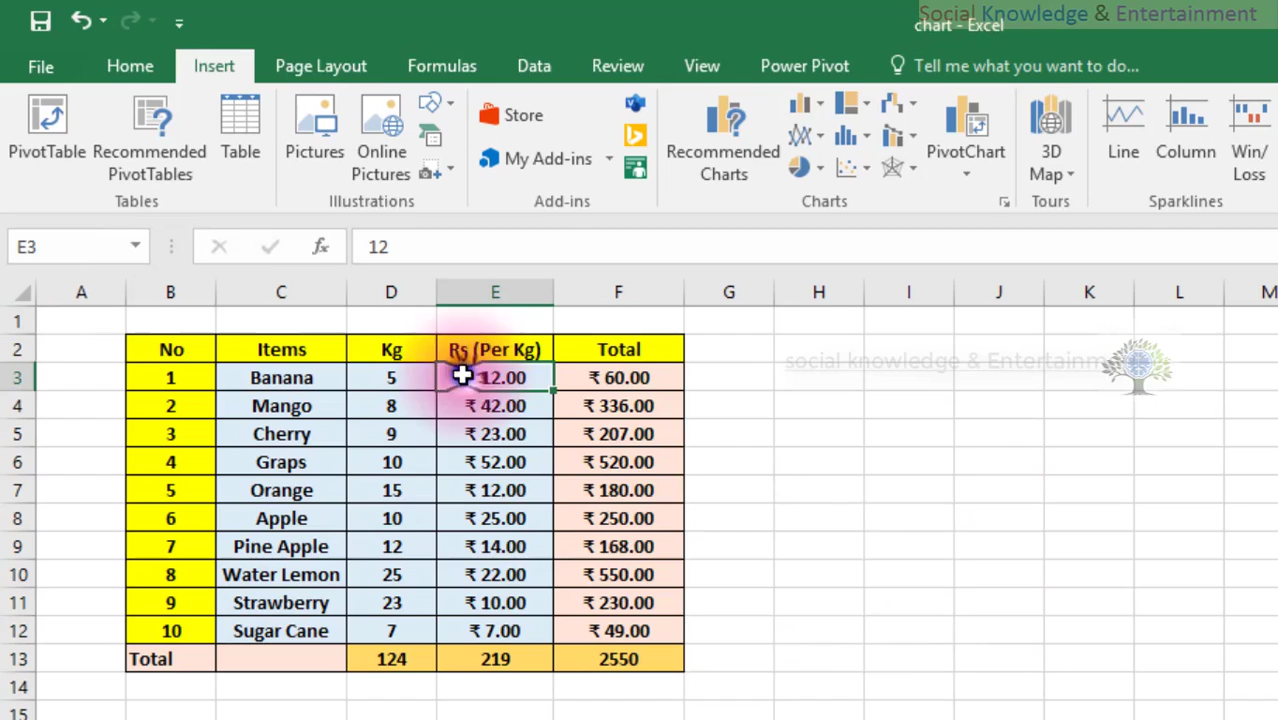 Social Knowledge & Entertainment
chart - Excel
File Home Insert Page Layout Formulas Data Review View Power Pivot Tell me what you want to do...
PivotTable
Recommended PivotTables
Table
Pictures
Online Pictures
Store
My Add-ins
Recommended Charts
PivotChart
3D Map
Line
Column
Win/ Loss
Tables Illustrations Add-ins Charts Tours Sparklines
E3 fx 12
A B C D E F G H I J K L M
1
2 No Items Kg Rs (Per Kg) Total
3 1 Banana 5 12.00 ₹ 60.00
social knowledge & Entertainm
4 2 Mango 8 ₹ 42.00 ₹ 336.00
5 3 Cherry 9 ₹ 23.00 ₹ 207.00
6 4 Graps 10 ₹ 52.00 ₹ 520.00
7 5 Orange 15 ₹ 12.00 ₹ 180.00
8 6 Apple 10 ₹ 25.00 ₹ 250.00
9 7 Pine Apple 12 ₹ 14.00 ₹ 168.00
10 8 Water Lemon 25 ₹ 22.00 ₹ 550.00
11 9 Strawberry 23 ₹ 10.00 ₹ 230.00
12 10 Sugar Cane 7 ₹ 7.00 ₹ 49.00
13 Total 124 219 2550
14
15